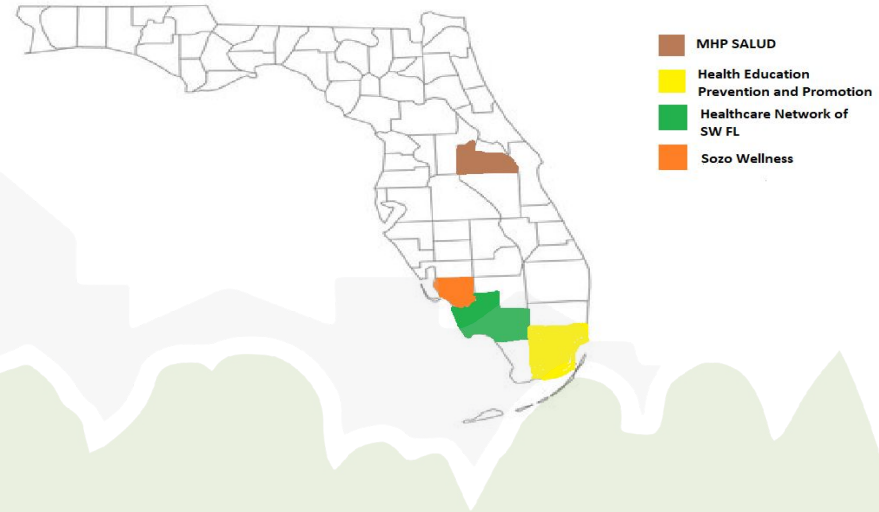 MHP SALUD
Health Education
Prevention and Promotion
Healthcare Network of
SW FL
Sozo Wellness